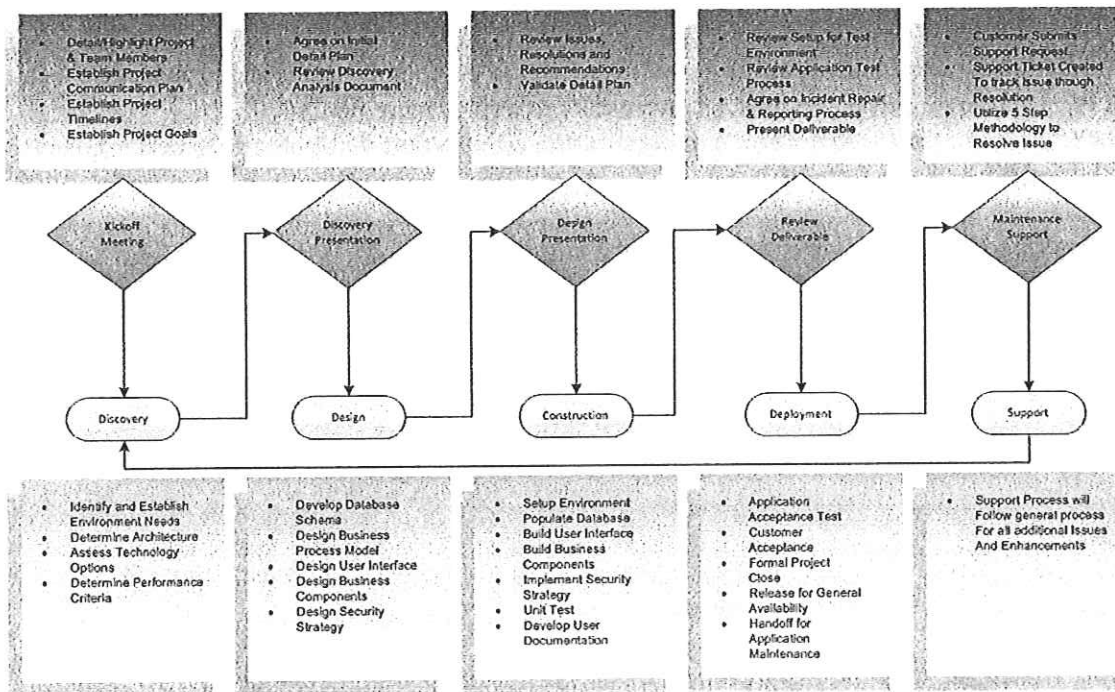 Detail/Highlight Project
& Team Members
Establish Project
Communication Plan
Establish Project
Timelines
Establish Project Goals
Agree on Initial
Detail Plan
Review Discovery
Analysis Document
Review Issues,
Resolutions and
Recommendations
Validate Detail Plan
Review Setup for Test
Environment
Review Application Test
Process
Agree on Incident Repair
& Reporting Process
Present Deliverable
Customer Submits
Support Request
Support Ticket Created
To track Issue though
Resolution
Utilize 5 Step
Methodology to
Resolve Issue
Kickoff
Meeting
Discovery
Presentation
Design
Presentation
Review
Deliverable
Maintenance
Support
Discovery
Design
Construction
Deployment
Support
Identify and Establish
Environment Needs
Determine Architecture
Assess Technology
Options
Determine Performance
Criteria
Develop Database
Schema
Design Business
Process Model
Design User Interface
Design Business
Components
Design Security
Strategy
Setup Environment
Populate Database
Build User Interface
Build Business
Components
Implement Security
Strategy
Unit Test
Develop User
Documentation
Application
Acceptance Test
Customer
Acceptance
Formal Project
Close
Release for General
Availability
Handoff for
Application
Maintenance
Support Process will
Follow general process
For all additional Issues
And Enhancements